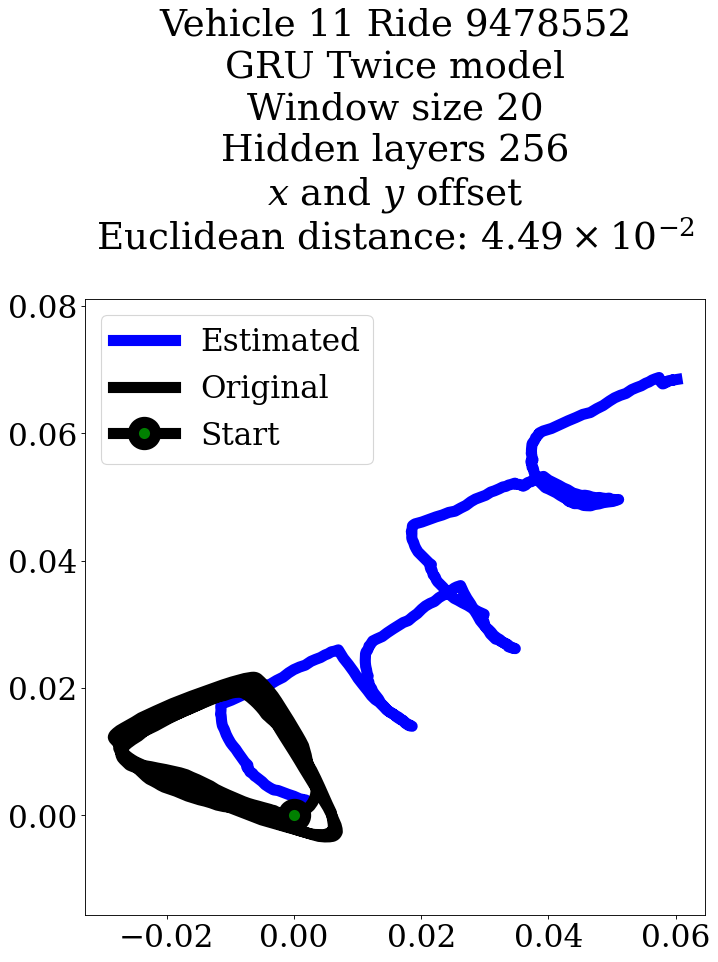 Vehicle 11 Ride 9478552
GRU Twice model
Window size 20
Hidden layers 256
x and y offset
Euclidean distance: 4.49 × 10⁻²
0.08
0.06
0.04
0.02
0.00
Estimated
Original
Start
−0.02 0.00 0.02 0.04 0.06